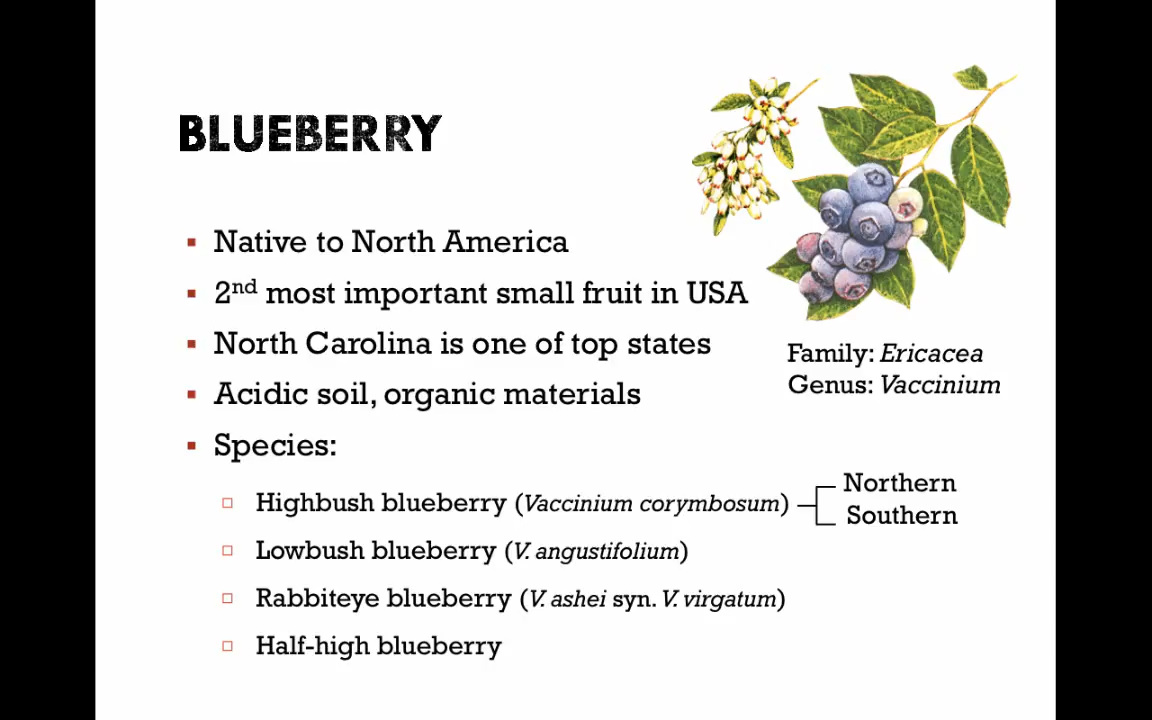 BLUEBERRY
▪ Native to North America
▪ 2nd most important small fruit in USA
▪ North Carolina is one of top states
▪ Acidic soil, organic materials
▪ Species:
□ Highbush blueberry (Vaccinium corymbosum)
Northern
Southern
□ Lowbush blueberry (V. angustifolium)
□ Rabbiteye blueberry (V. ashei syn. V. virgatum)
□ Half-high blueberry
Family: Ericacea
Genus: Vaccinium